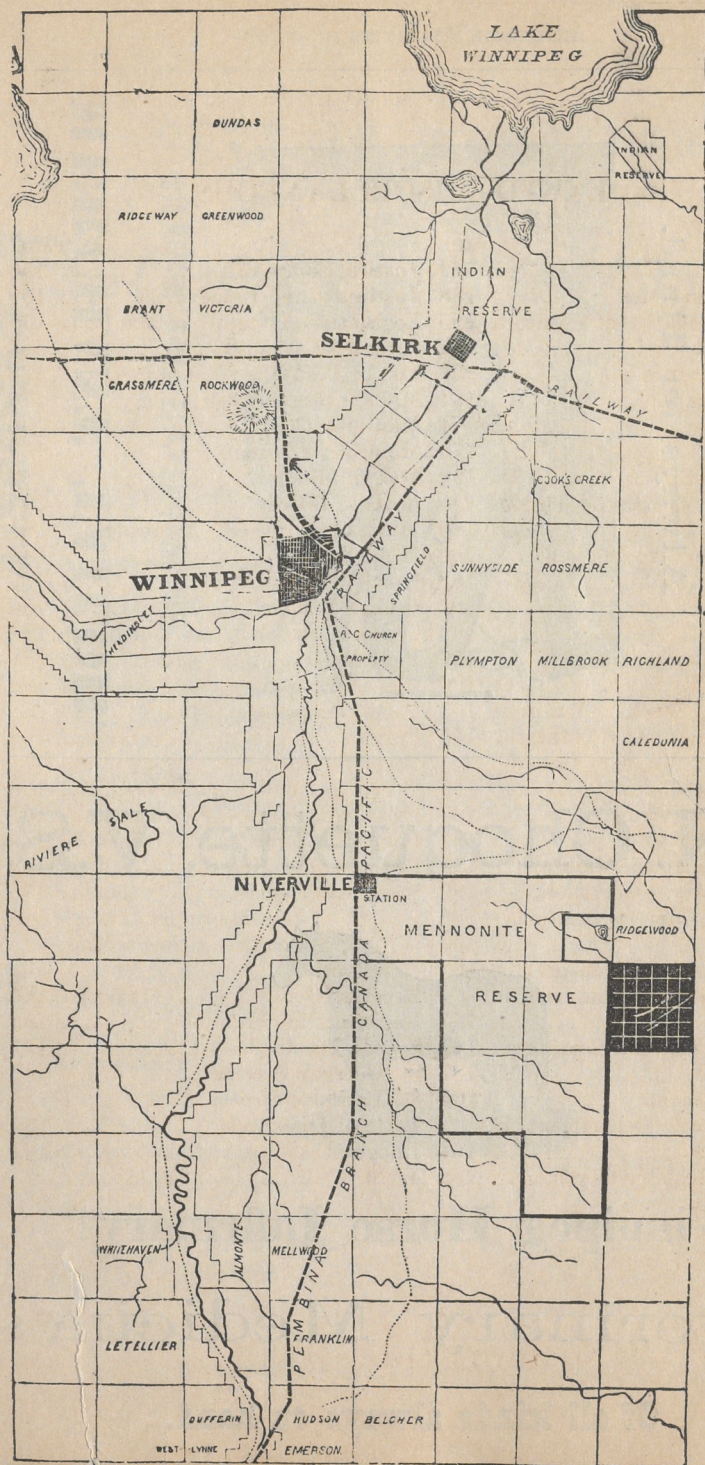 LAKE
WINNIPEG
DUNDAS
INDIAN
RESERVE
RIDGEWAY GREENWOOD
INDIAN
RESERVE
BRANT VICTORIA
SELKIRK
GRASSMERE ROCKWOOD
RAILWAY
COOK'S CREEK
RAILWAY
SPRINGFIELD
SUNNYSIDE ROSSMERE
WINNIPEG
HEADINGLEY
R.C CHURCH
PROPERTY
PLYMPTON MILLBROOK RICHLAND
CALEDONIA
RIVIERE SALE
NIVERVILLE
STATION
MENNONITE
RIDGEWOOD
RESERVE
PEMBINA BRANCH CANADA PACIFIC
WHITEHAVEN
ALMONTE
MELLWOOD
LETELLIER
FRANKLIN
DUFFERIN HUDSON BELCHER
WEST LYNNE EMERSON